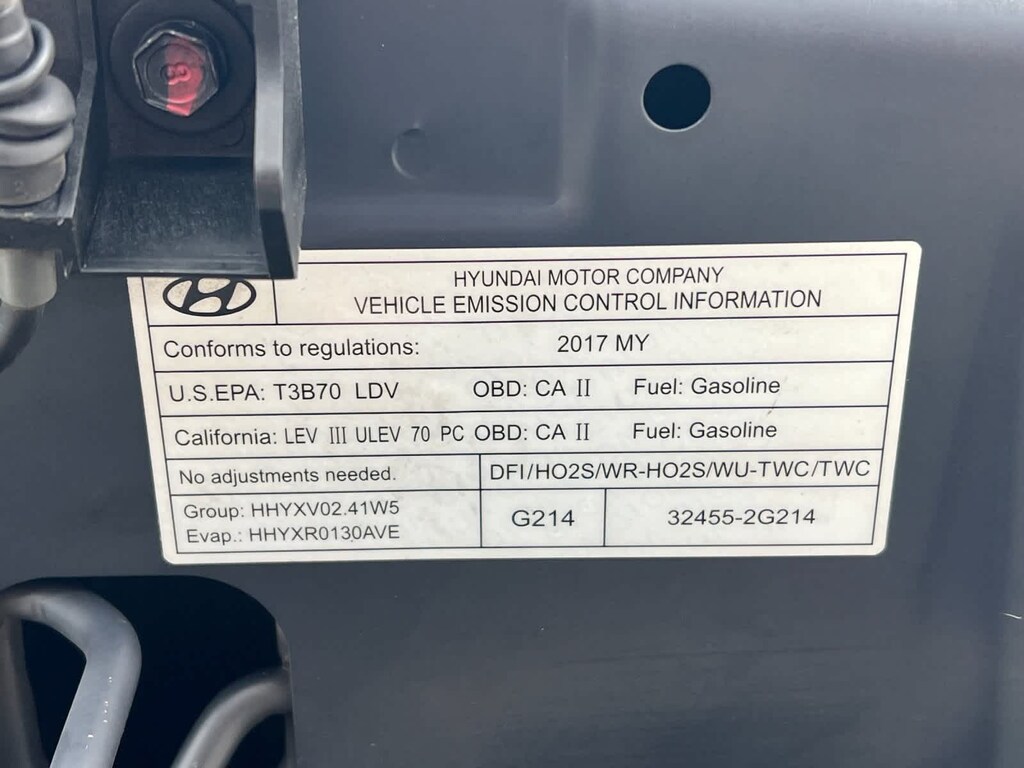 HYUNDAI MOTOR COMPANY
VEHICLE EMISSION CONTROL INFORMATION
Conforms to regulations: 2017 MY
U.S.EPA: T3B70 LDV OBD: CA II Fuel: Gasoline
California: LEV III ULEV 70 PC OBD: CA II Fuel: Gasoline
No adjustments needed. DFI/HO2S/WR-HO2S/WU-TWC/TWC
Group: HHYXV02.41W5
Evap.: HHYXR0130AVE
G214 32455-2G214